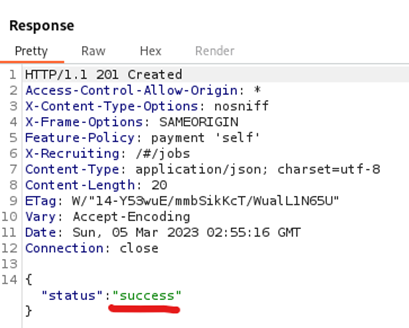 Response
Pretty Raw Hex Render
1 HTTP/1.1 201 Created
2 Access-Control-Allow-Origin: *
3 X-Content-Type-Options: nosniff
4 X-Frame-Options: SAMEORIGIN
5 Feature-Policy: payment 'self'
6 X-Recruiting: /#/jobs
7 Content-Type: application/json; charset=utf-8
8 Content-Length: 20
9 ETag: W/"14-Y53wuE/mmbSikKcT/WualL1N65U"
10 Vary: Accept-Encoding
11 Date: Sun, 05 Mar 2023 02:55:16 GMT
12 Connection: close
13
14 {
"status":"success"
}